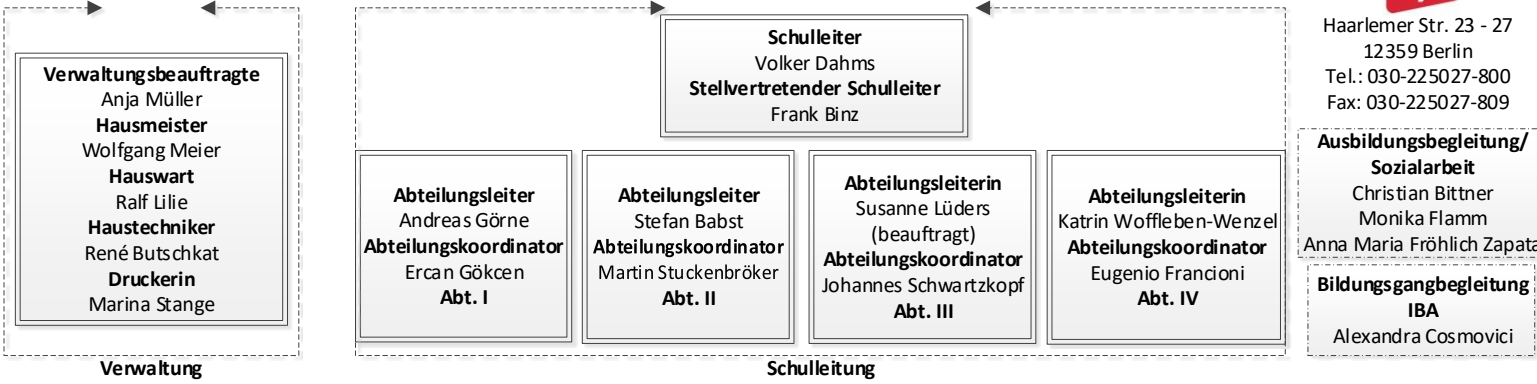 Verwaltungsbeauftragte
Anja Müller
Hausmeister
Wolfgang Meier
Hauswart
Ralf Lilie
Haustechniker
René Butschkat
Druckerin
Marina Stange
Verwaltung
Schulleiter
Volker Dahms
Stellvertretender Schulleiter
Frank Binz
Abteilungsleiter
Andreas Görne
Abteilungskoordinator
Ercan Gökcen
Abt. I
Abteilungsleiter
Stefan Babst
Abteilungskoordinator
Martin Stuckenbröker
Abt. II
Abteilungsleiterin
Susanne Lüders
(beauftragt)
Abteilungskoordinator
Johannes Schwartzkopf
Abt. III
Abteilungsleiterin
Katrin Woffleben-Wenzel
Abteilungskoordinator
Eugenio Francioni
Abt. IV
Schulleitung
Haarlemer Str. 23 - 27
12359 Berlin
Tel.: 030-225027-800
Fax: 030-225027-809
Ausbildungsbegleitung/
Sozialarbeit
Christian Bittner
Monika Flamm
Anna Maria Fröhlich Zapata
Bildungsgangbegleitung
IBA
Alexandra Cosmovici